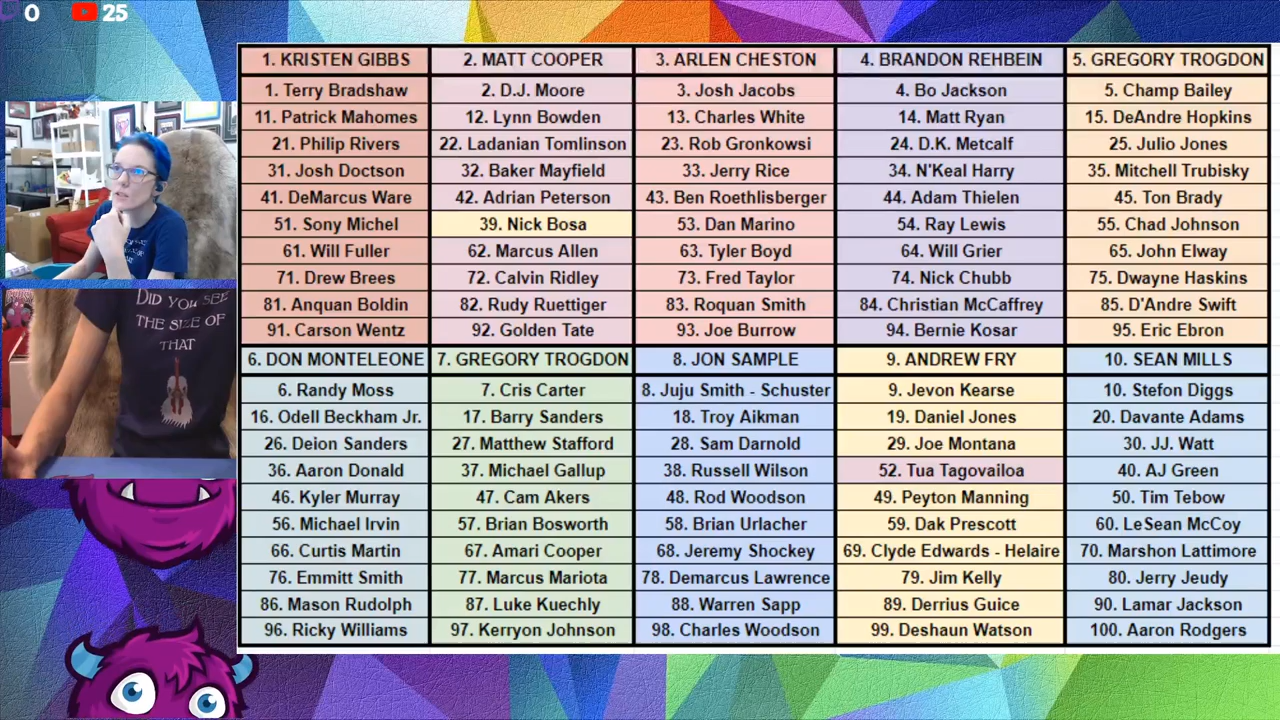 0 25
1. KRISTEN GIBBS 2. MATT COOPER 3. ARLEN CHESTON 4. BRANDON REHBEIN 5. GREGORY TROGDON
1. Terry Bradshaw 2. D.J. Moore 3. Josh Jacobs 4. Bo Jackson 5. Champ Bailey
11. Patrick Mahomes 12. Lynn Bowden 13. Charles White 14. Matt Ryan 15. DeAndre Hopkins
21. Philip Rivers 22. Ladanian Tomlinson 23. Rob Gronkowsi 24. D.K. Metcalf 25. Julio Jones
31. Josh Doctson 32. Baker Mayfield 33. Jerry Rice 34. N'Keal Harry 35. Mitchell Trubisky
41. DeMarcus Ware 42. Adrian Peterson 43. Ben Roethlisberger 44. Adam Thielen 45. Ton Brady
51. Sony Michel 39. Nick Bosa 53. Dan Marino 54. Ray Lewis 55. Chad Johnson
61. Will Fuller 62. Marcus Allen 63. Tyler Boyd 64. Will Grier 65. John Elway
71. Drew Brees 72. Calvin Ridley 73. Fred Taylor 74. Nick Chubb 75. Dwayne Haskins
81. Anquan Boldin 82. Rudy Ruettiger 83. Roquan Smith 84. Christian McCaffrey 85. D'Andre Swift
91. Carson Wentz 92. Golden Tate 93. Joe Burrow 94. Bernie Kosar 95. Eric Ebron
6. DON MONTELEONE 7. GREGORY TROGDON 8. JON SAMPLE 9. ANDREW FRY 10. SEAN MILLS
6. Randy Moss 7. Cris Carter 8. Juju Smith - Schuster 9. Jevon Kearse 10. Stefon Diggs
16. Odell Beckham Jr. 17. Barry Sanders 18. Troy Aikman 19. Daniel Jones 20. Davante Adams
26. Deion Sanders 27. Matthew Stafford 28. Sam Darnold 29. Joe Montana 30. JJ. Watt
36. Aaron Donald 37. Michael Gallup 38. Russell Wilson 52. Tua Tagovailoa 40. AJ Green
46. Kyler Murray 47. Cam Akers 48. Rod Woodson 49. Peyton Manning 50. Tim Tebow
56. Michael Irvin 57. Brian Bosworth 58. Brian Urlacher 59. Dak Prescott 60. LeSean McCoy
66. Curtis Martin 67. Amari Cooper 68. Jeremy Shockey 69. Clyde Edwards - Helaire 70. Marshon Lattimore
76. Emmitt Smith 77. Marcus Mariota 78. Demarcus Lawrence 79. Jim Kelly 80. Jerry Jeudy
86. Mason Rudolph 87. Luke Kuechly 88. Warren Sapp 89. Derrius Guice 90. Lamar Jackson
96. Ricky Williams 97. Kerryon Johnson 98. Charles Woodson 99. Deshaun Watson 100. Aaron Rodgers
DID YOU SEE
THE SIZE OF
THAT